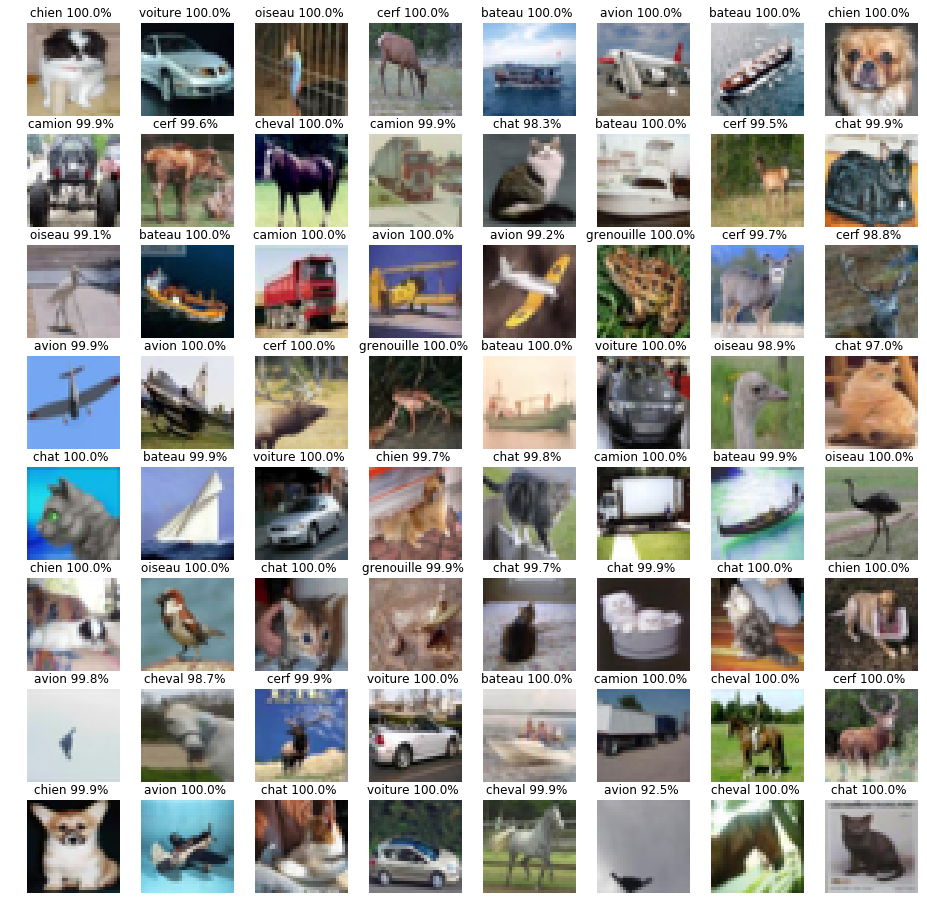 chien 100.0% voiture 100.0% oiseau 100.0% cerf 100.0% bateau 100.0% avion 100.0% bateau 100.0% chien 100.0%
camion 99.9% cerf 99.6% cheval 100.0% camion 99.9% chat 98.3% bateau 100.0% cerf 99.5% chat 99.9%
oiseau 99.1% bateau 100.0% camion 100.0% avion 100.0% avion 99.2% grenouille 100.0% cerf 99.7% cerf 98.8%
avion 99.9% avion 100.0% cerf 100.0% grenouille 100.0% bateau 100.0% voiture 100.0% oiseau 98.9% chat 97.0%
chat 100.0% bateau 99.9% voiture 100.0% chien 99.7% chat 99.8% camion 100.0% bateau 99.9% oiseau 100.0%
chien 100.0% oiseau 100.0% chat 100.0% grenouille 99.9% chat 99.7% chat 99.9% chat 100.0% chien 100.0%
avion 99.8% cheval 98.7% cerf 99.9% voiture 100.0% bateau 100.0% camion 100.0% cheval 100.0% cerf 100.0%
chien 99.9% avion 100.0% chat 100.0% voiture 100.0% cheval 99.9% avion 92.5% cheval 100.0% chat 100.0%